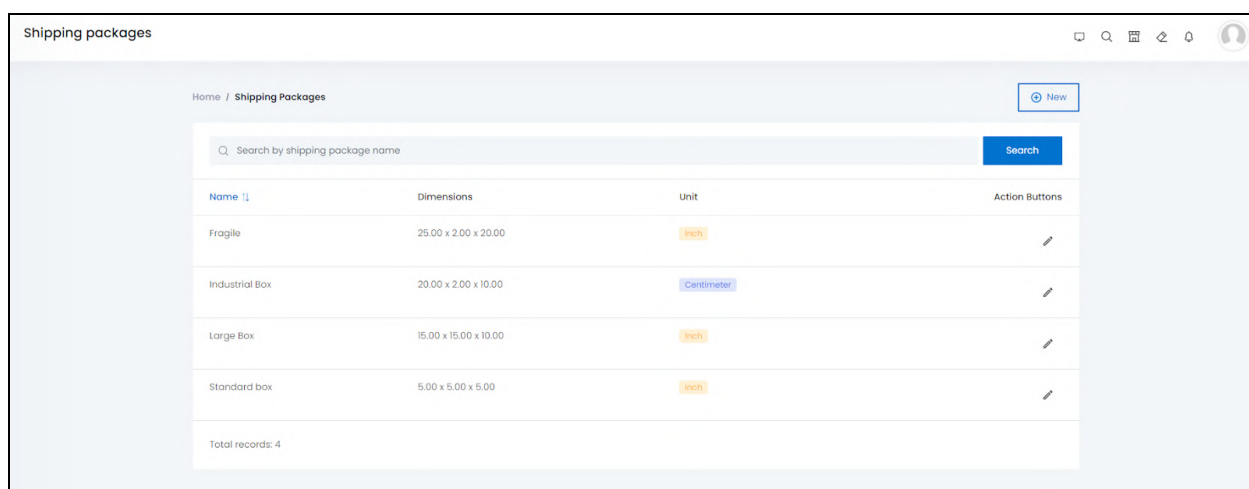 Shipping packages
Home / Shipping Packages
New
Search by shipping package name
Search
Name Dimensions Unit Action Buttons
Fragile 25.00 x 2.00 x 20.00 Inch
Industrial Box 20.00 x 2.00 x 10.00 Centimeter
Large Box 15.00 x 15.00 x 10.00 Inch
Standard box 5.00 x 5.00 x 5.00 Inch
Total records: 4